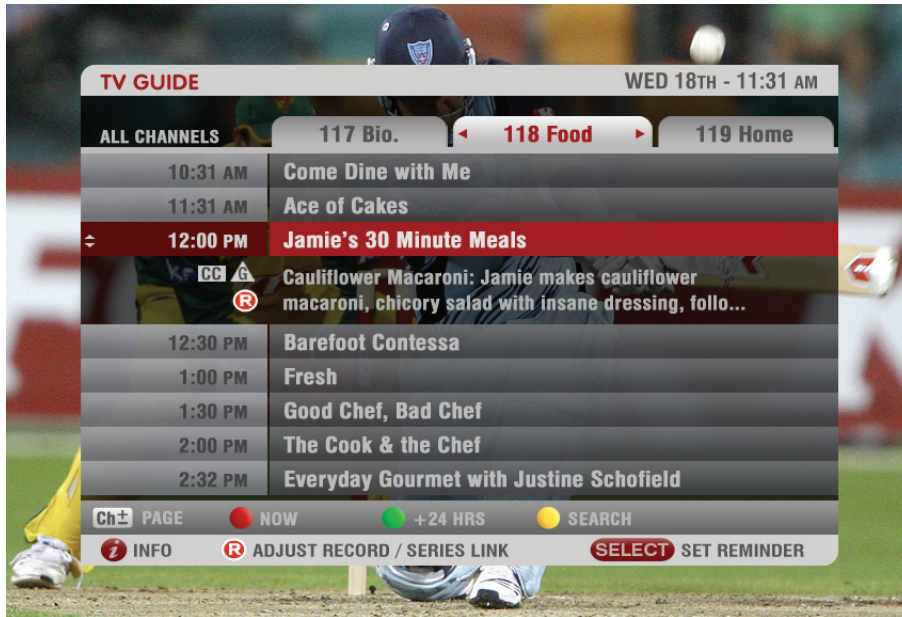 TV GUIDE WED 18TH - 11:31 AM
ALL CHANNELS 117 Bio. 118 Food 119 Home
10:31 AM Come Dine with Me
11:31 AM Ace of Cakes
12:00 PM Jamie's 30 Minute Meals
CC G Cauliflower Macaroni: Jamie makes cauliflower
R macaroni, chicory salad with insane dressing, follo...
12:30 PM Barefoot Contessa
1:00 PM Fresh
1:30 PM Good Chef, Bad Chef
2:00 PM The Cook & the Chef
2:32 PM Everyday Gourmet with Justine Schofield
Ch± PAGE NOW +24 HRS SEARCH
i INFO R ADJUST RECORD / SERIES LINK SELECT SET REMINDER